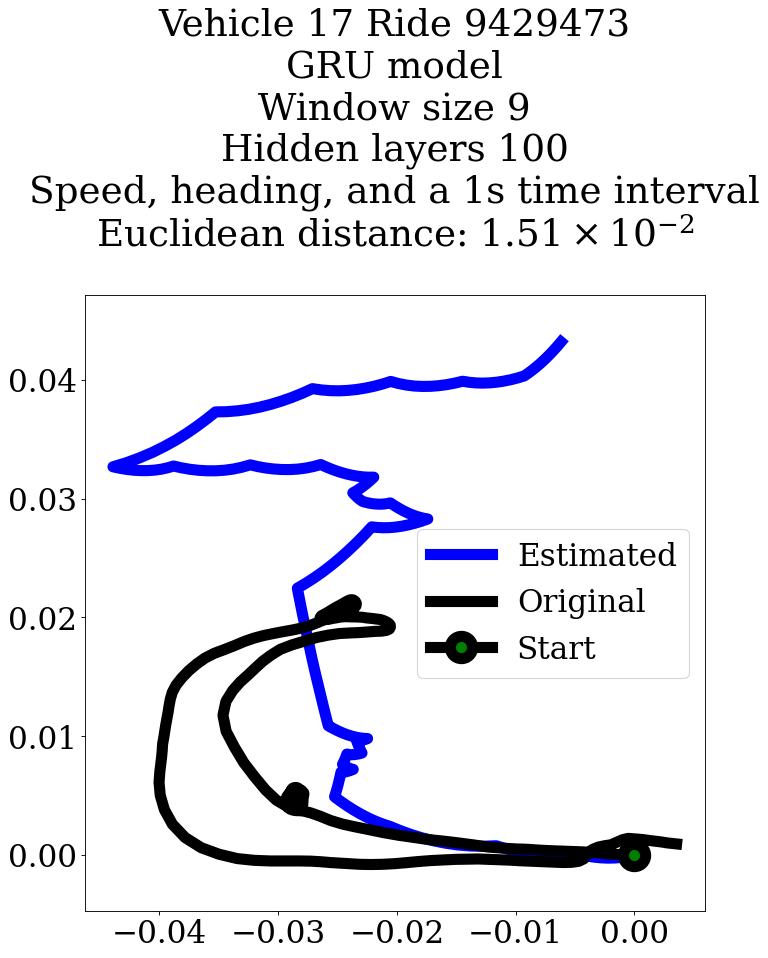 Vehicle 17 Ride 9429473
GRU model
Window size 9
Hidden layers 100
Speed, heading, and a 1s time interval
Euclidean distance: 1.51 × 10⁻²
0.04
0.03
0.02
0.01
0.00
Estimated
Original
Start
−0.04 −0.03 −0.02 −0.01 0.00